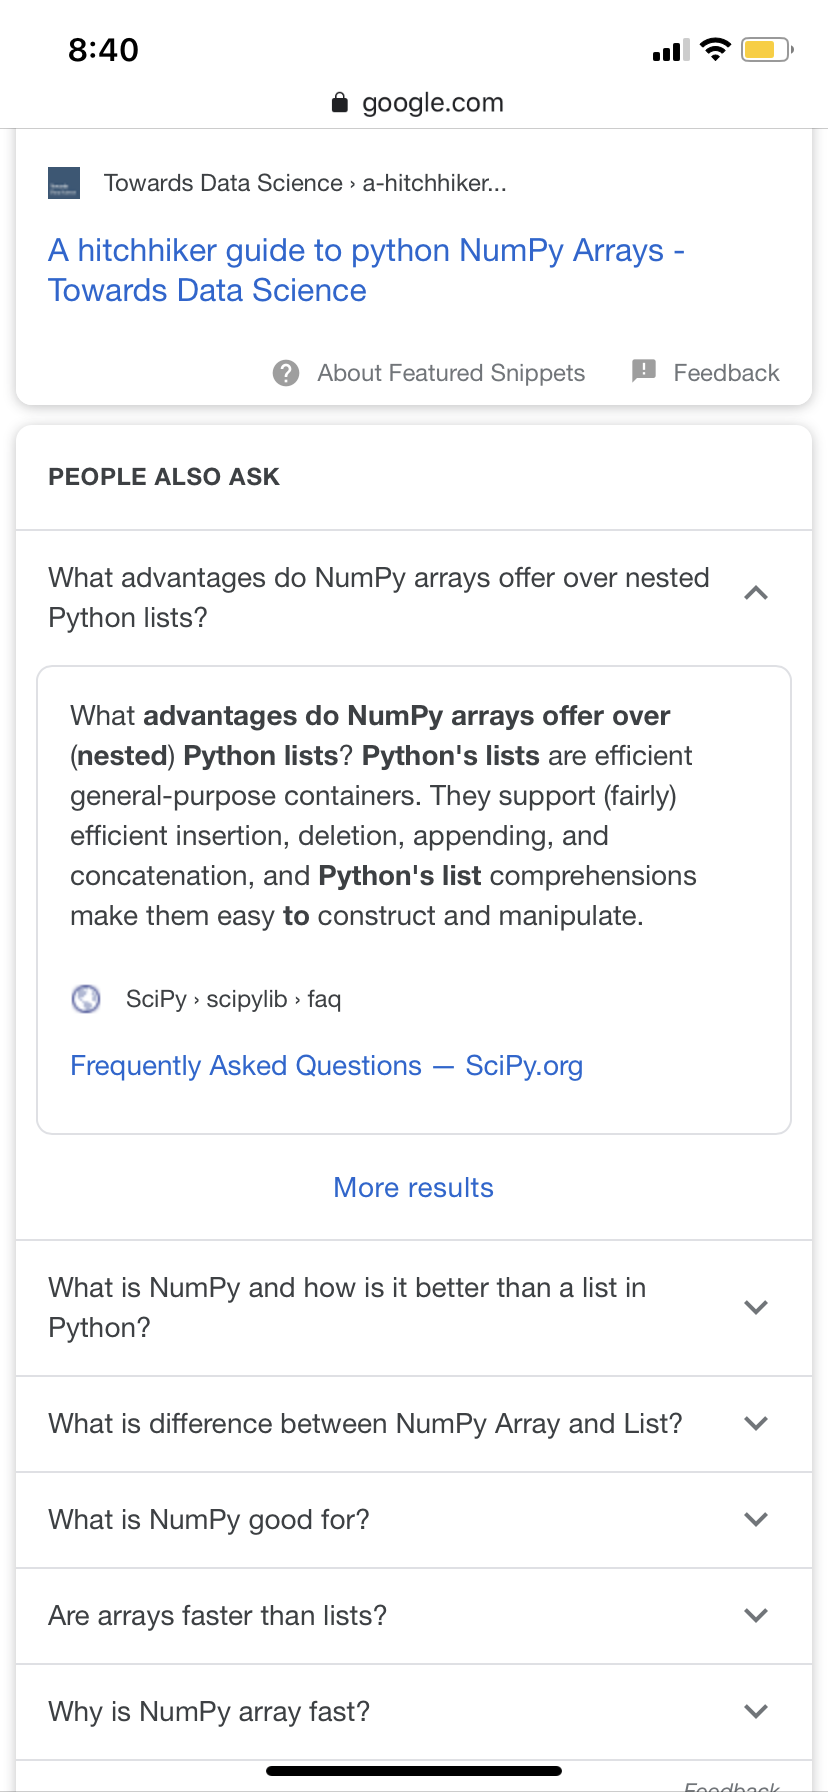 8:40
google.com
Towards Data Science › a-hitchhiker...
A hitchhiker guide to python NumPy Arrays -
Towards Data Science
About Featured Snippets
Feedback
PEOPLE ALSO ASK
What advantages do NumPy arrays offer over nested
Python lists?
What advantages do NumPy arrays offer over
(nested) Python lists? Python's lists are efficient
general-purpose containers. They support (fairly)
efficient insertion, deletion, appending, and
concatenation, and Python's list comprehensions
make them easy to construct and manipulate.
SciPy › scipylib › faq
Frequently Asked Questions — SciPy.org
More results
What is NumPy and how is it better than a list in
Python?
What is difference between NumPy Array and List?
What is NumPy good for?
Are arrays faster than lists?
Why is NumPy array fast?
Feedback